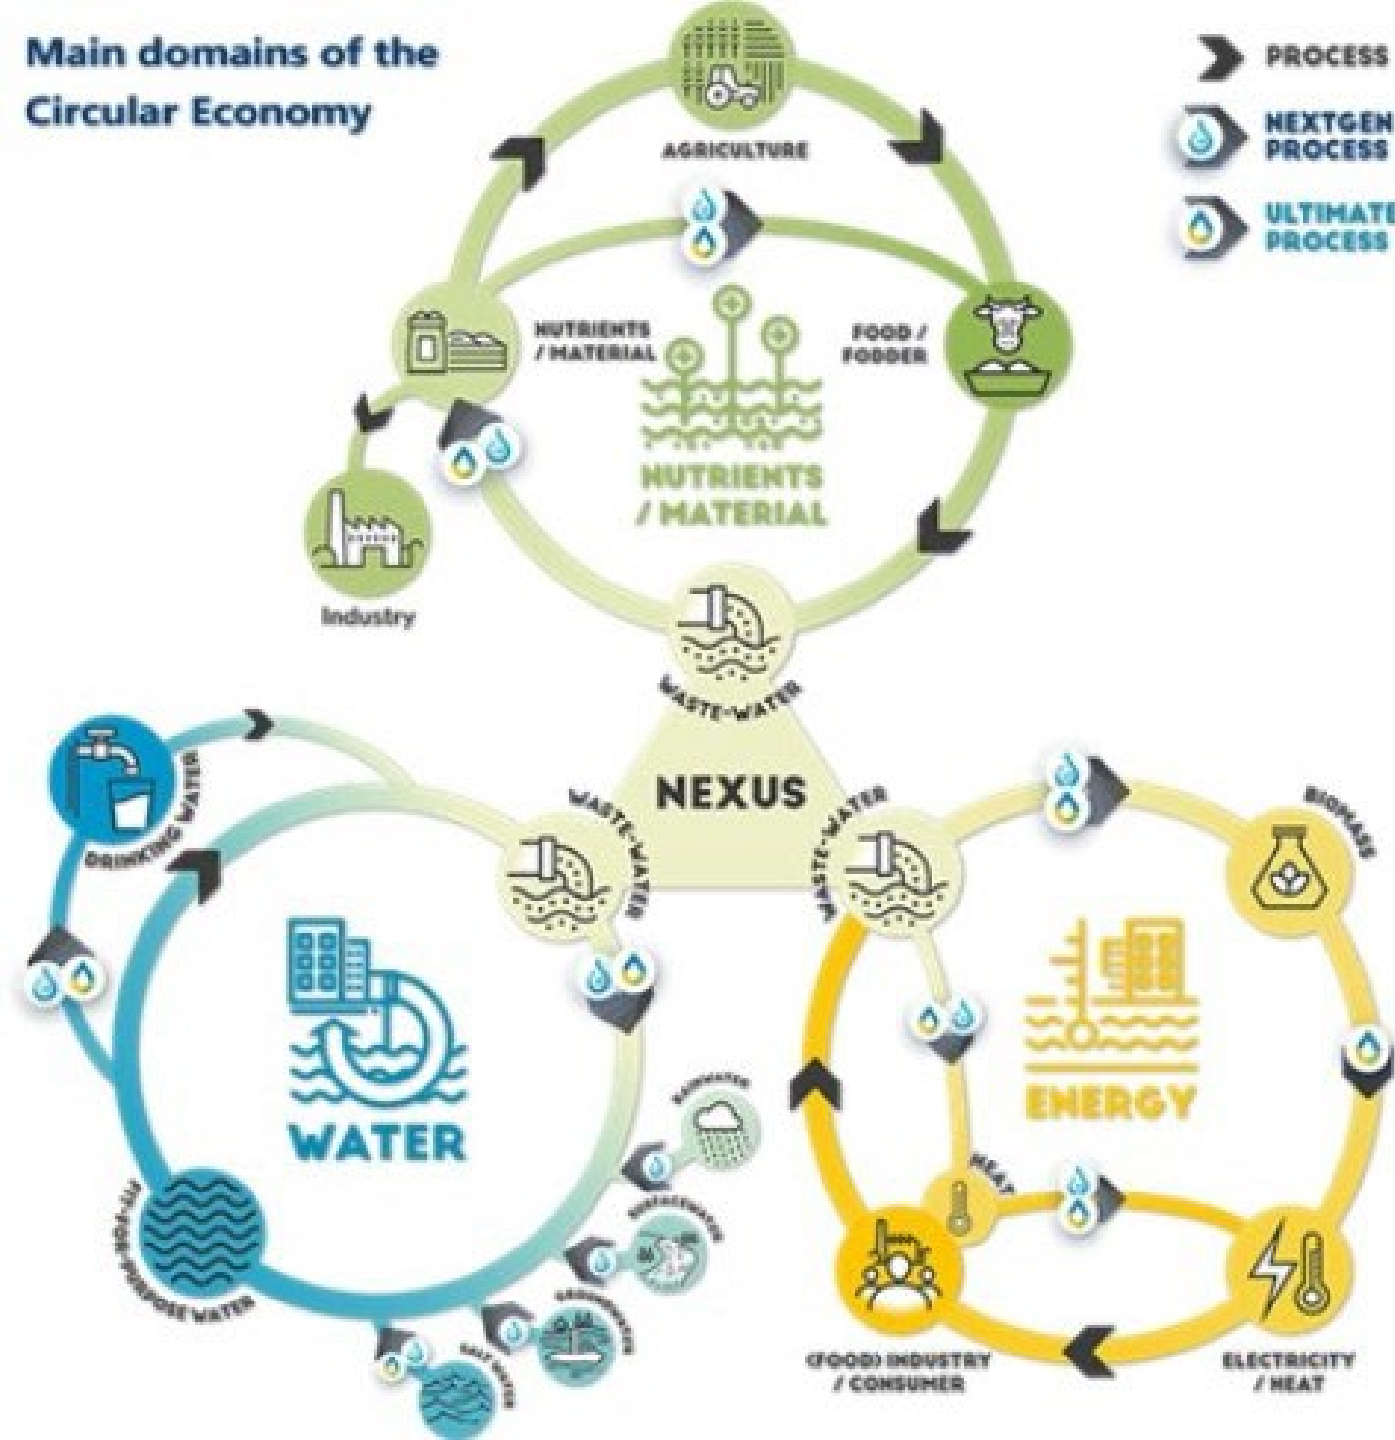 Main domains of the
Circular Economy
PROCESS
NEXTGEN
PROCESS
ULTIMATE
PROCESS
AGRICULTURE
NUTRIENTS
/ MATERIAL
FOOD /
FODDER
NUTRIENTS
/ MATERIAL
Industry
WASTE-WATER
NEXUS
DRINKING WATER
WASTE-WATER
WASTE-WATER
BIOMASS
WATER
ENERGY
RAINWATER
HEAT
SURFACEWATER
FIT-FOR-PURPOSE WATER
GROUNDWATER
SALT WATER
(FOOD) INDUSTRY
/ CONSUMER
ELECTRICITY
/ HEAT